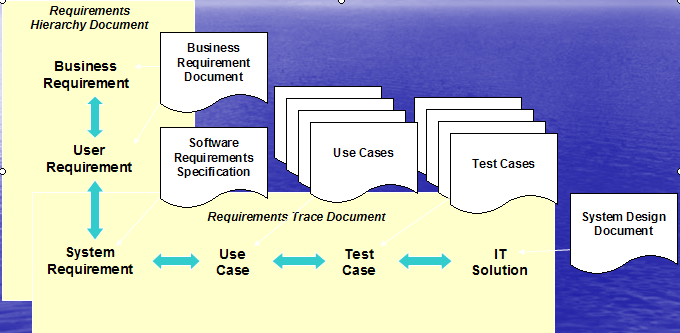 Requirements
Hierarchy Document
Business
Requirement
Business
Requirement
Document
User
Requirement
Software
Requirements
Specification
Use Cases
Test Cases
Requirements Trace Document
System Design
Document
System
Requirement
Use
Case
Test
Case
IT
Solution